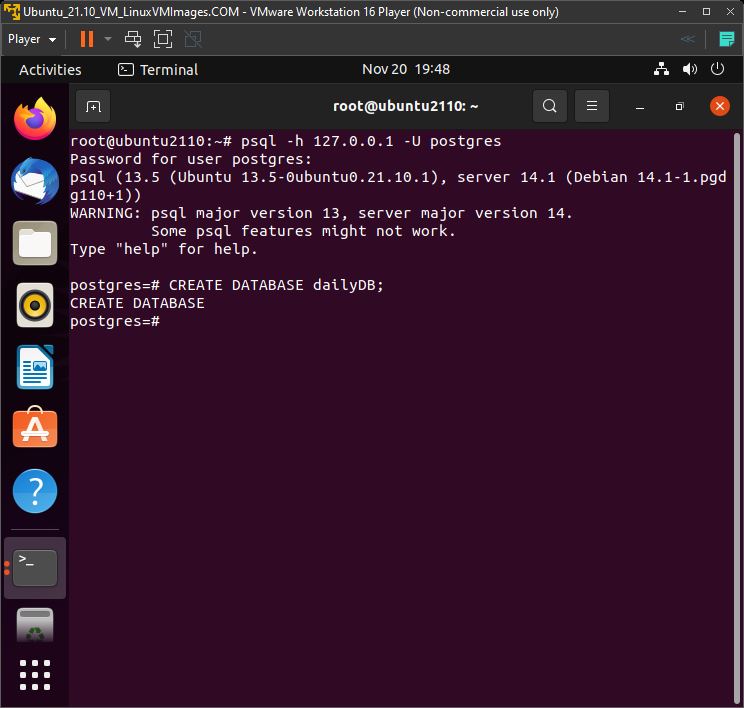 Ubuntu_21.10_VM_LinuxVMImages.COM - VMware Workstation 16 Player (Non-commercial use only)
Player
Activities
Terminal
Nov 20 19:48
root@ubuntu2110: ~
root@ubuntu2110:~# psql -h 127.0.0.1 -U postgres
Password for user postgres:
psql (13.5 (Ubuntu 13.5-0ubuntu0.21.10.1), server 14.1 (Debian 14.1-1.pgd
g110+1))
WARNING: psql major version 13, server major version 14.
Some psql features might not work.
Type "help" for help.
postgres=# CREATE DATABASE dailyDB;
CREATE DATABASE
postgres=#